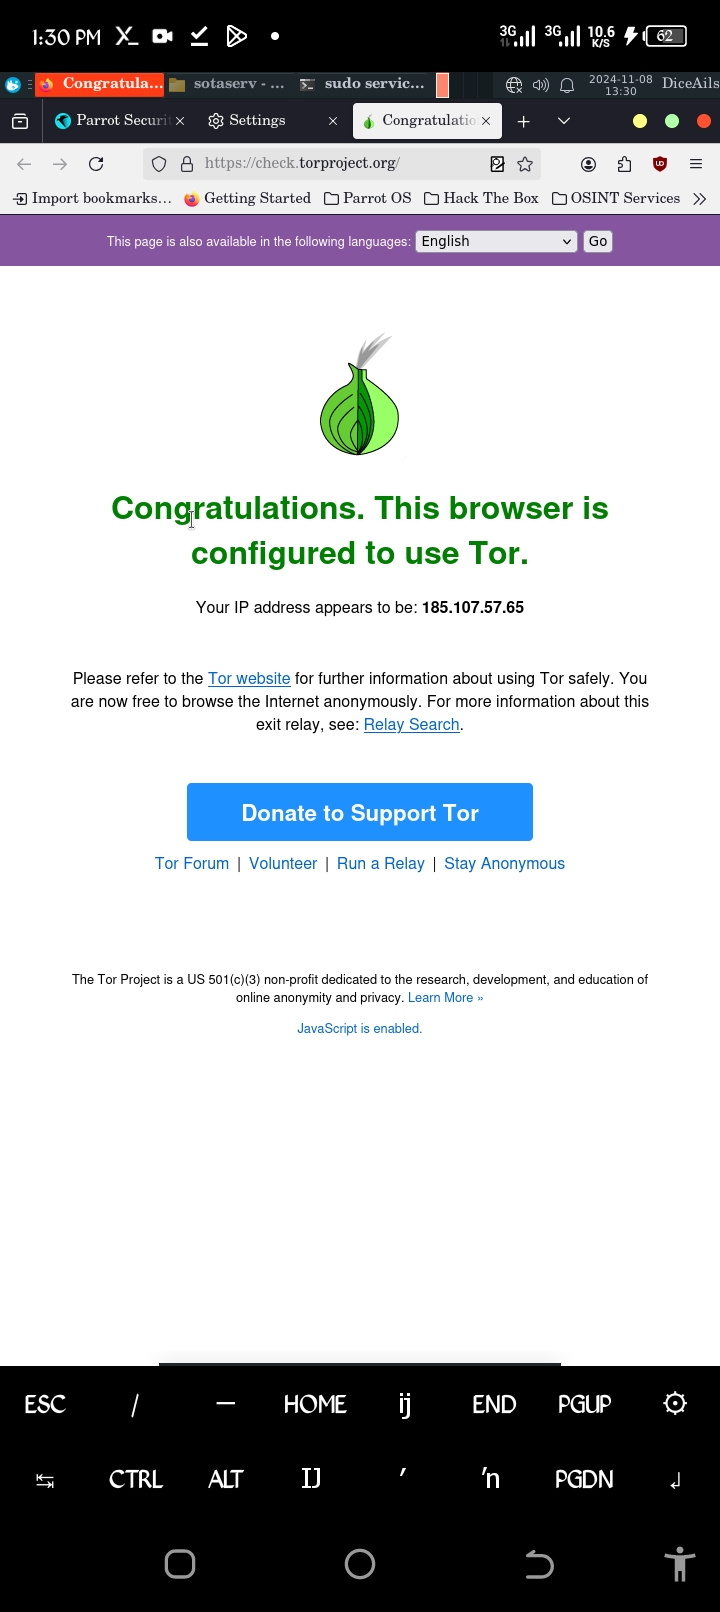 1:30 PM
3G 3G 10.6 K/S 62
Congratula... sotaserv - ... sudo servic... 2024-11-08 13:30 DiceAils
Parrot Securi Settings Congratulatio
https://check.torproject.org/
Import bookmarks... Getting Started Parrot OS Hack The Box OSINT Services
This page is also available in the following languages: English Go
Congratulations. This browser is
configured to use Tor.
Your IP address appears to be: 185.107.57.65
Please refer to the Tor website for further information about using Tor safely. You
are now free to browse the Internet anonymously. For more information about this
exit relay, see: Relay Search.
Donate to Support Tor
Tor Forum | Volunteer | Run a Relay | Stay Anonymous
The Tor Project is a US 501(c)(3) non-profit dedicated to the research, development, and education of
online anonymity and privacy. Learn More »
JavaScript is enabled.
ESC / — HOME ij END PGUP
CTRL ALT IJ ′ ŉ PGDN